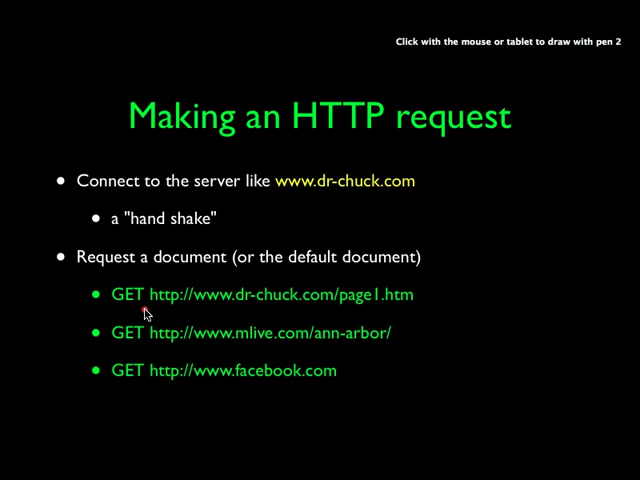 Click with the mouse or tablet to draw with pen 2
Making an HTTP request
• Connect to the server like www.dr-chuck.com
• a "hand shake"
• Request a document (or the default document)
• GET http://www.dr-chuck.com/page1.htm
• GET http://www.mlive.com/ann-arbor/
• GET http://www.facebook.com